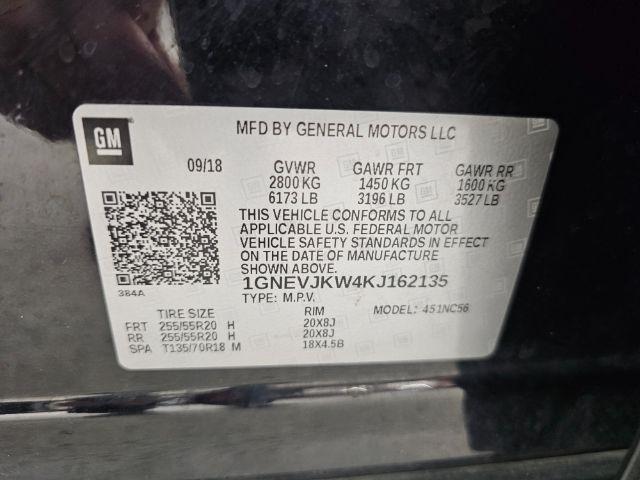 GM
MFD BY GENERAL MOTORS LLC
09/18 GVWR GAWR FRT GAWR RR
2800 KG 1450 KG 1600 KG
6173 LB 3196 LB 3527 LB
THIS VEHICLE CONFORMS TO ALL
APPLICABLE U.S. FEDERAL MOTOR
VEHICLE SAFETY STANDARDS IN EFFECT
ON THE DATE OF MANUFACTURE
SHOWN ABOVE.
1GNEVJKW4KJ162135
384A TYPE: M.P.V. MODEL: 451NC56
TIRE SIZE RIM
FRT 255/55R20 H 20X8J
RR 255/55R20 H 20X8J
SPA T135/70R18 M 18X4.5B